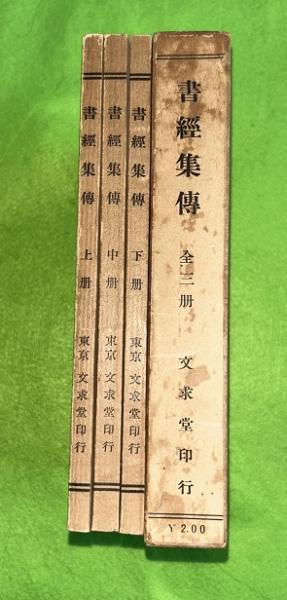 書經集傳 全三册 文求堂印行
￥2.00
書經集傳 下册 東京 文求堂印行
書經集傳 中册 東京 文求堂印行
書經集傳 上册 東京 文求堂印行